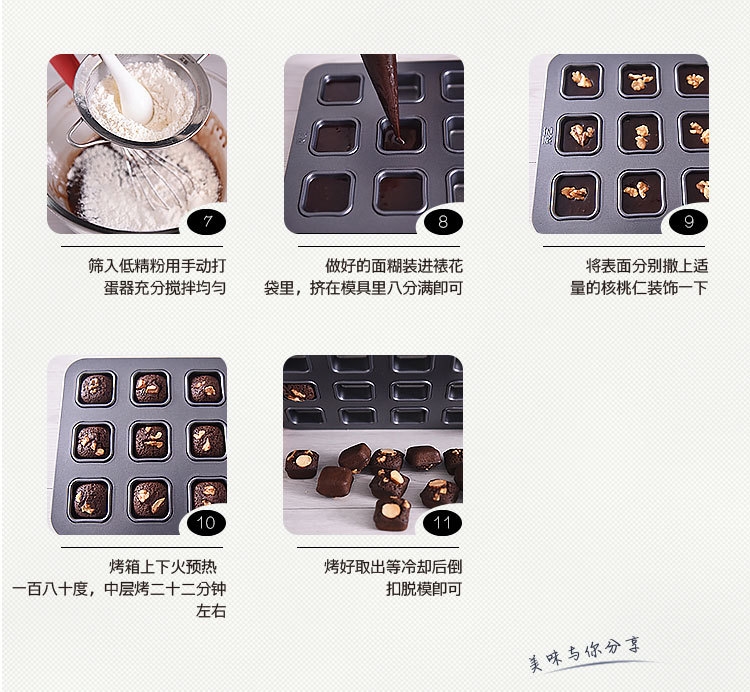 7
筛入低精粉用手动打
蛋器充分搅拌均匀
8
做好的面糊装进裱花
袋里，挤在模具里八分满卽可
9
将表面分别撒上适
量的核桃仁装饰一下
10
烤箱上下火预热
一百八十度，中层烤二十二分钟
左右
11
烤好取出等冷却后倒
扣脱模卽可
美味与你分享